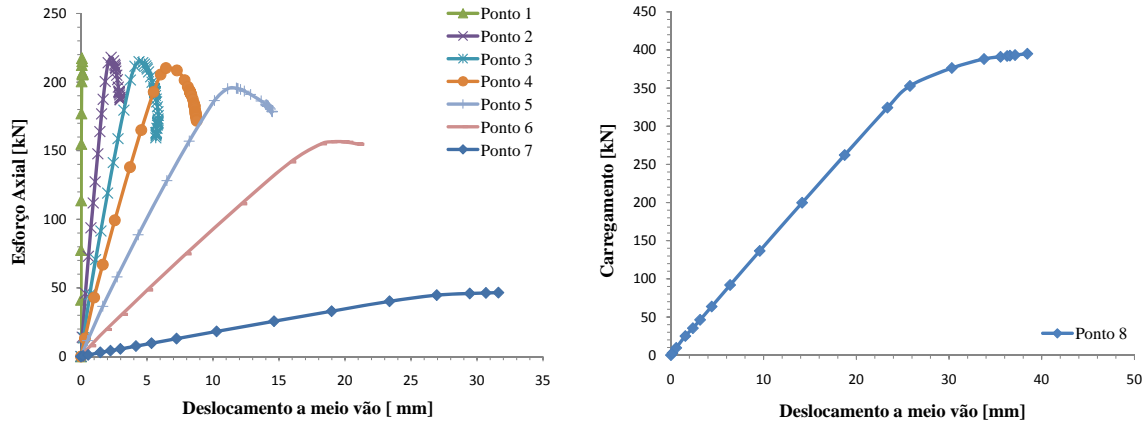 Esforço Axial [kN]
250
200
150
100
50
0
0 5 10 15 20 25 30 35
Deslocamento a meio vão [ mm]
Ponto 1
Ponto 2
Ponto 3
Ponto 4
Ponto 5
Ponto 6
Ponto 7
Carregamento [kN]
450
400
350
300
250
200
150
100
50
0
0 10 20 30 40 50
Deslocamento a meio vão [mm]
Ponto 8